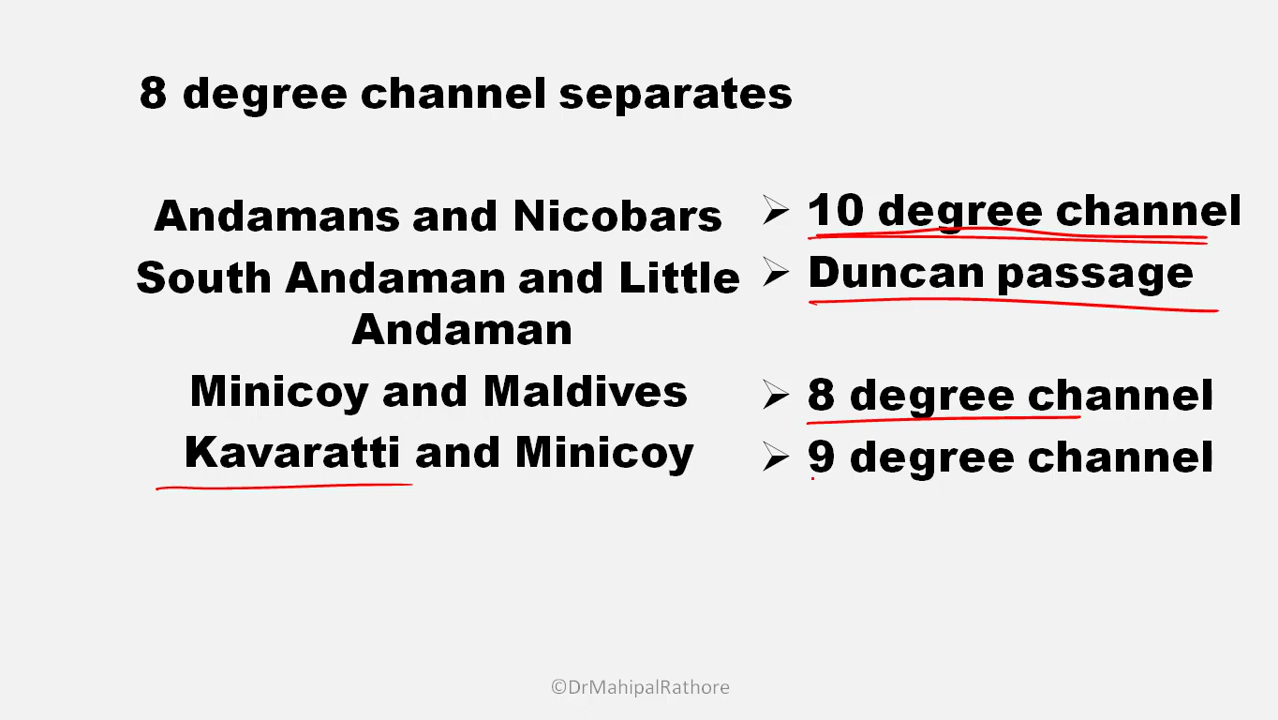 8 degree channel separates
Andamans and Nicobars ➢ 10 degree channel
South Andaman and Little ➢ Duncan passage
Andaman
Minicoy and Maldives ➢ 8 degree channel
Kavaratti and Minicoy ➢ 9 degree channel
©DrMahipalRathore